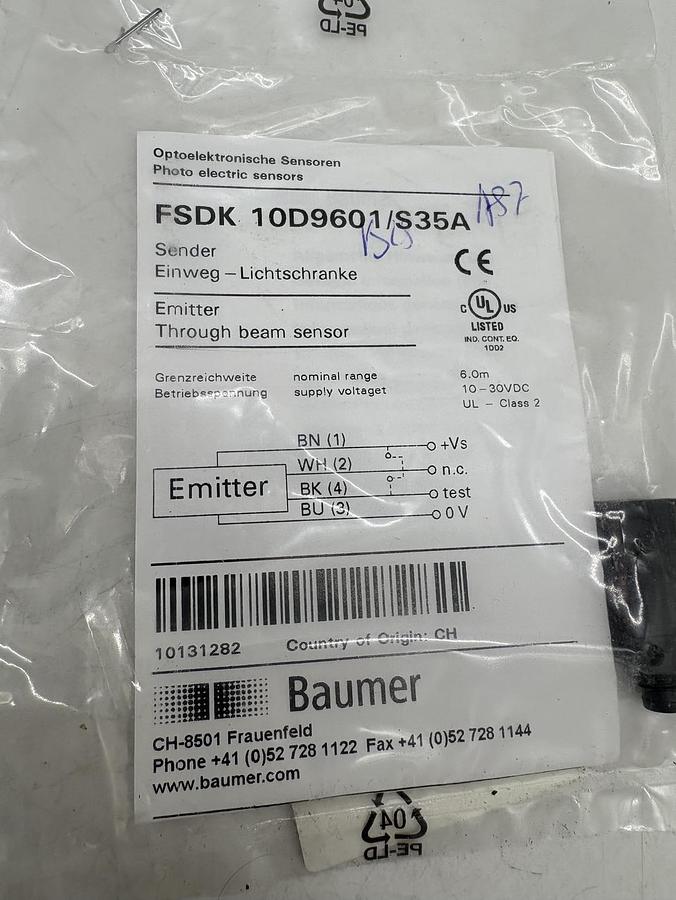 04
PE-LD
Optoelektronische Sensoren
Photo electric sensors
FSDK 10D9601/S35A
Sender
Einweg – Lichtschranke
CE
Emitter
Through beam sensor
C UL US
LISTED
IND. CONT. EQ.
1DD2
Grenzreichweite nominal range 6.0m
Betriebsspannung supply voltaget 10–30VDC
UL – Class 2
BN (1) +Vs
WH (2) n.c.
Emitter
BK (4) test
BU (3) 0 V
10131282 Country of Origin: CH
Baumer
CH-8501 Frauenfeld
Phone +41 (0)52 728 1122 Fax +41 (0)52 728 1144
www.baumer.com
04
PE-LD